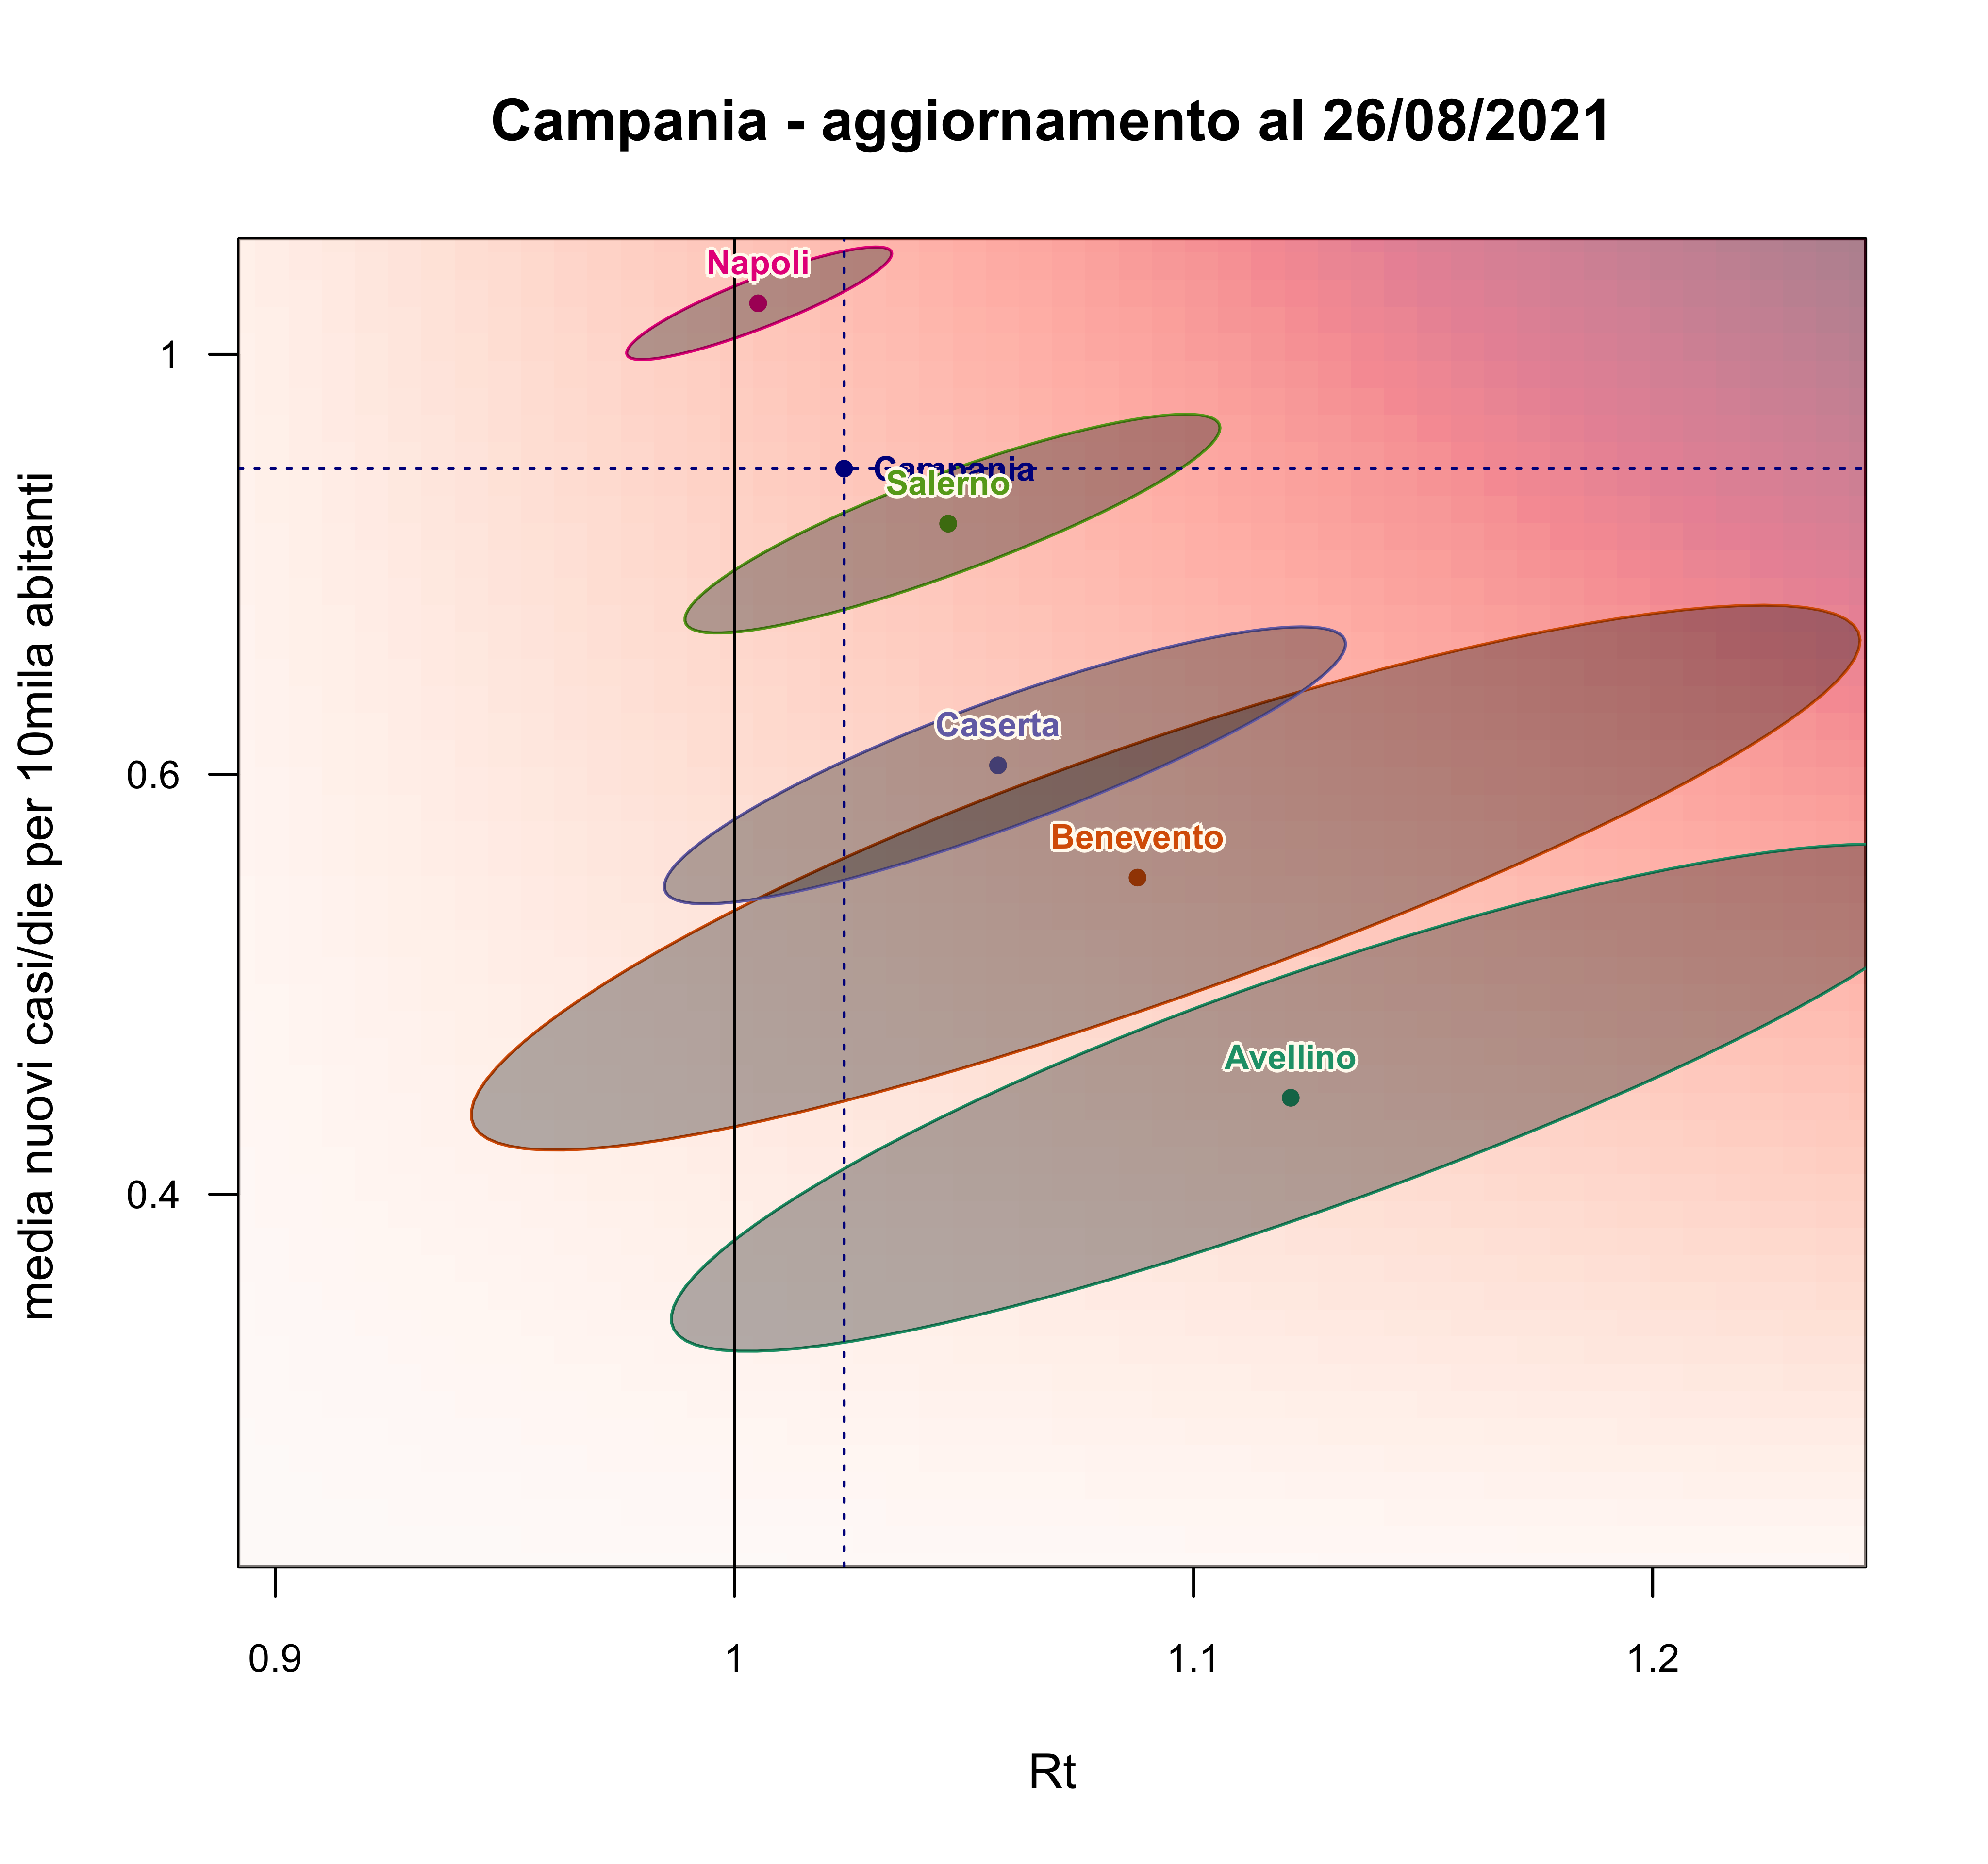 Campania - aggiornamento al 26/08/2021
media nuovi casi/die per 10mila abitanti
1
0.6
0.4
Napoli
Campania
Salerno
Caserta
Benevento
Avellino
0.9
1
1.1
1.2
Rt